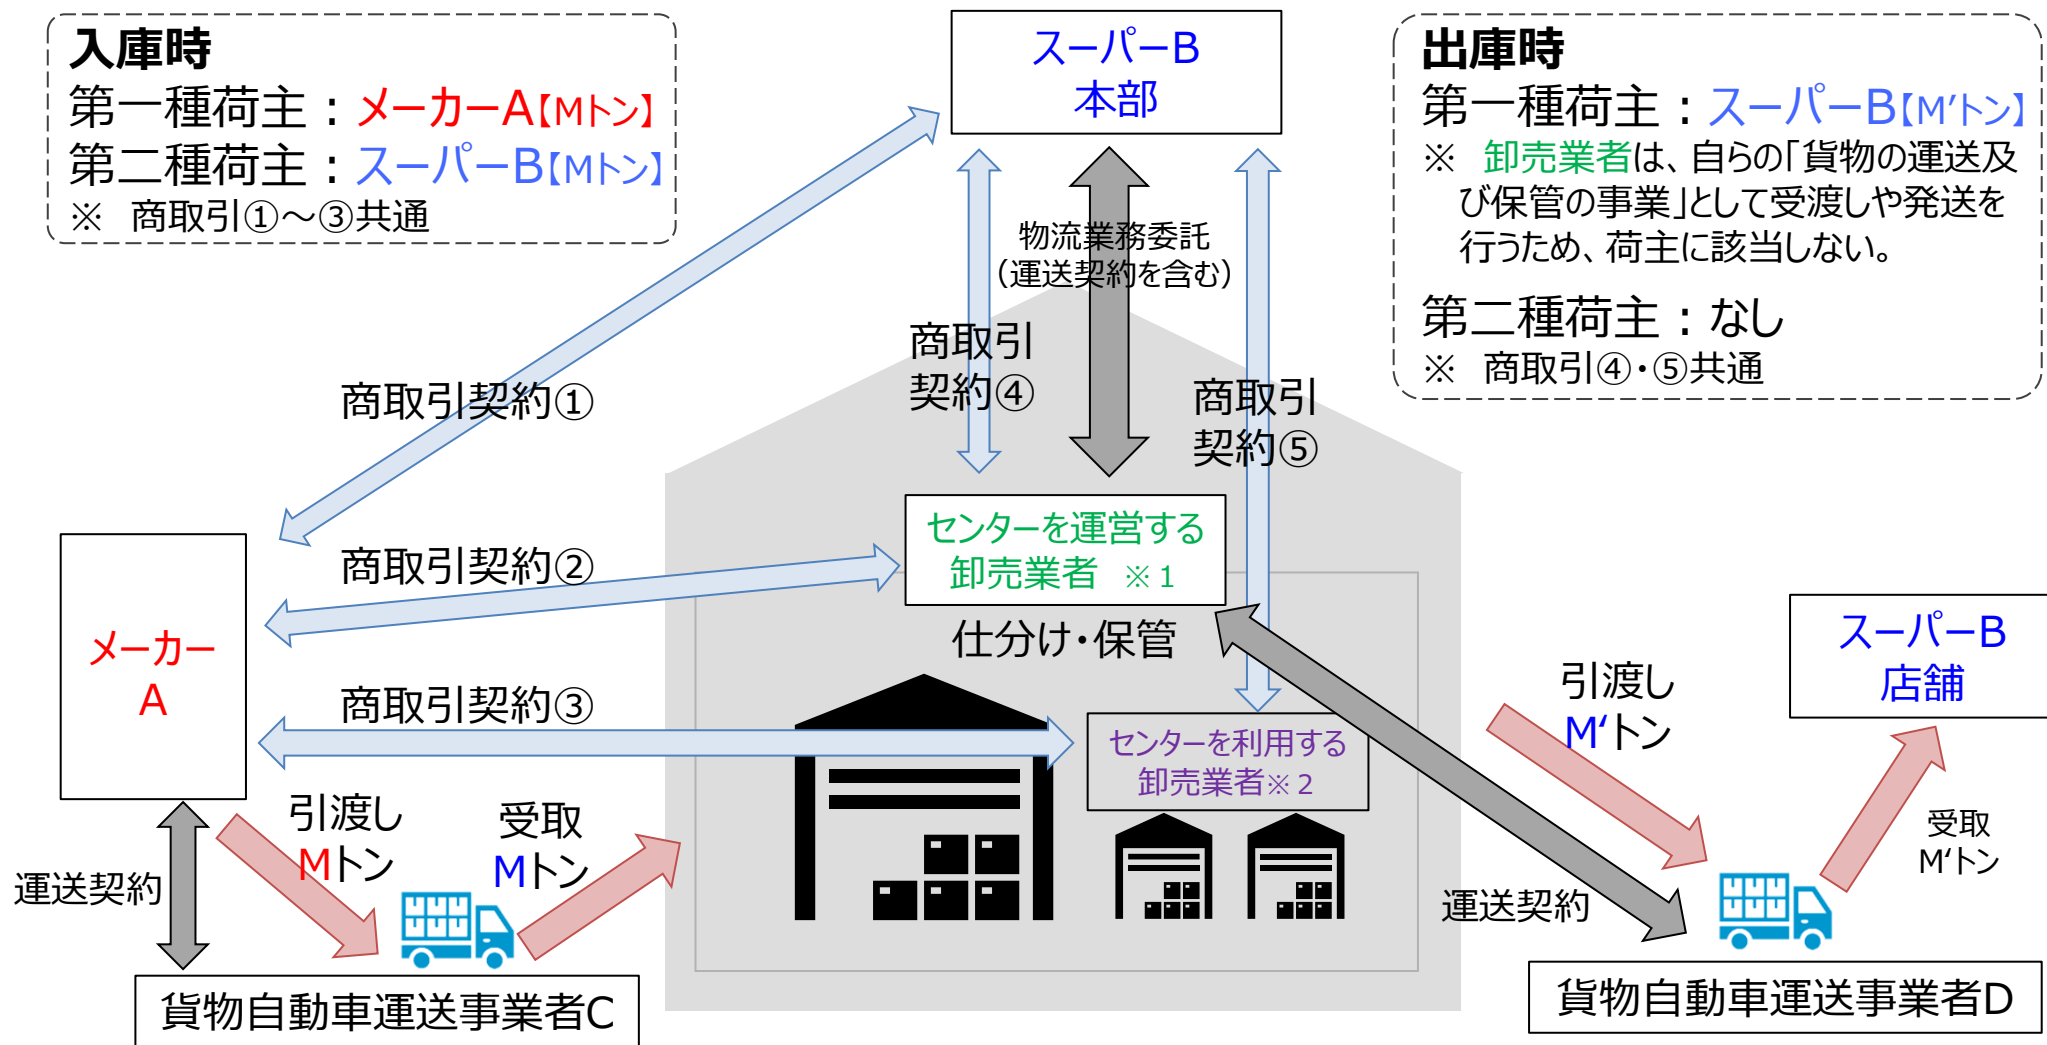 入庫時
第一種荷主：メーカーA【Mトン】
第二種荷主：スーパーB【Mトン】
※　商取引①～③共通
スーパーB
本部
出庫時
第一種荷主：スーパーB【M’トン】
※　卸売業者は、自らの「貨物の運送及
び保管の事業」として受渡しや発送を
行うため、荷主に該当しない。
第二種荷主：なし
※　商取引④・⑤共通
物流業務委託
（運送契約を含む）
商取引
契約④
商取引契約①
商取引
契約⑤
センターを運営する
卸売業者　※１
商取引契約②
仕分け・保管
メーカー
A
商取引契約③
センターを利用する
卸売業者※２
スーパーB
店舗
引渡し
M‘トン
引渡し
Mトン
受取
Mトン
受取
M‘トン
運送契約
運送契約
貨物自動車運送事業者C
貨物自動車運送事業者D